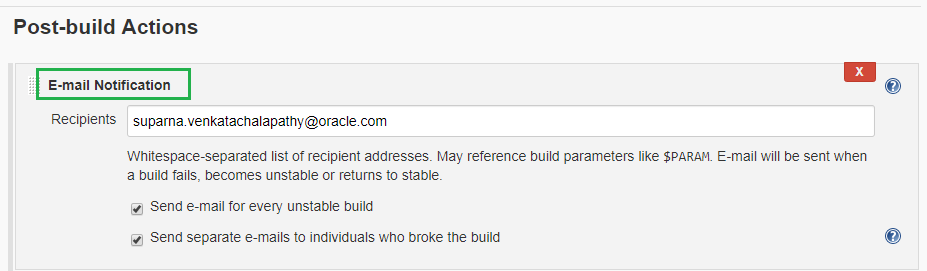 Post-build Actions
X
E-mail Notification
?
Recipients suparna.venkatachalapathy@oracle.com
Whitespace-separated list of recipient addresses. May reference build parameters like $PARAM. E-mail will be sent when
a build fails, becomes unstable or returns to stable.
Send e-mail for every unstable build
Send separate e-mails to individuals who broke the build
?